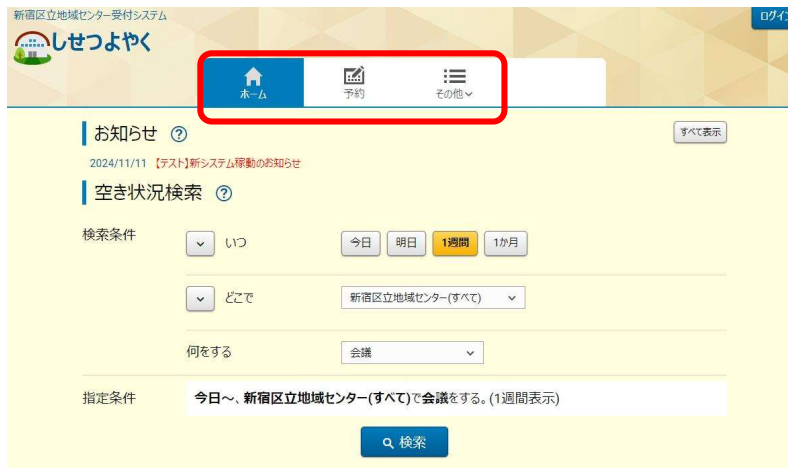 新宿区立地域センター受付システム
ログイン
しせつよやく
ホーム 予約 その他
お知らせ ? すべて表示
2024/11/11 【テスト】新システム稼動のお知らせ
空き状況検索 ?
検索条件 いつ 今日 明日 1週間 1か月
どこで 新宿区立地域センター(すべて)
何をする 会議
指定条件 今日～、新宿区立地域センター(すべて)で会議をする。(1週間表示)
検索